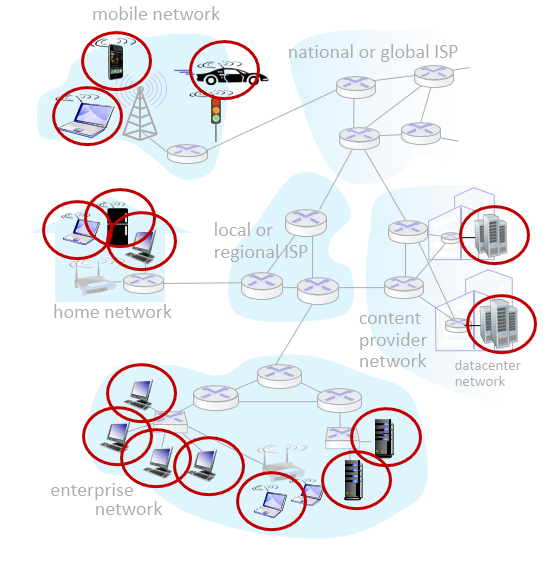 mobile network
national or global ISP
local or
regional ISP
home network
content
provider
network
datacenter
network
enterprise
network